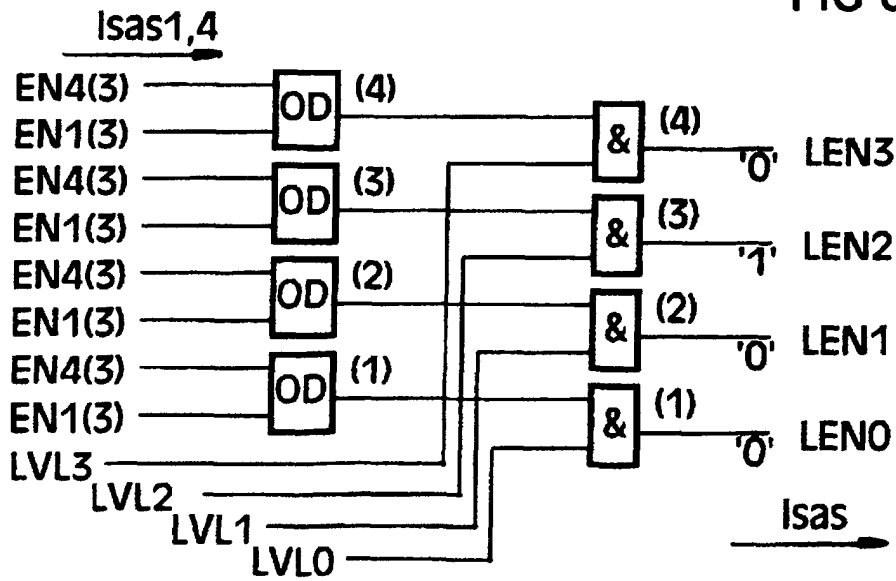 FIG
Isas1,4
EN4(3)
OD
(4)
EN1(3)
&
(4)
'0'
LEN3
EN4(3)
OD
(3)
EN1(3)
&
(3)
'1'
LEN2
EN4(3)
OD
(2)
EN1(3)
&
(2)
'0'
LEN1
EN4(3)
OD
(1)
EN1(3)
&
(1)
'0'
LEN0
LVL3
LVL2
LVL1
LVL0
Isas